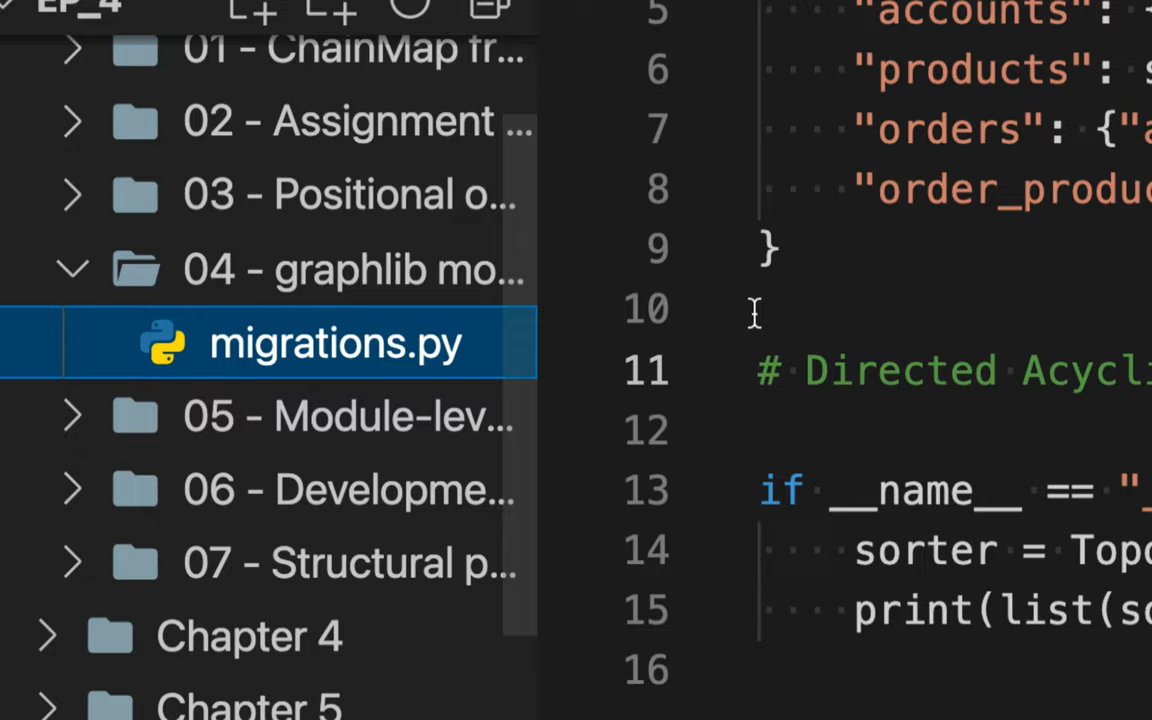 EP_4
01 - ChainMap fr...
02 - Assignment ...
03 - Positional o...
04 - graphlib mo...
migrations.py
05 - Module-lev...
06 - Developme...
07 - Structural p...
Chapter 4
Chapter 5
5 "accounts": {
6 "products": s
7 "orders": {"a
8 "order_produc
9 }
10
11 # Directed Acycli
12
13 if __name__ == "_
14 sorter = Topo
15 print(list(so
16